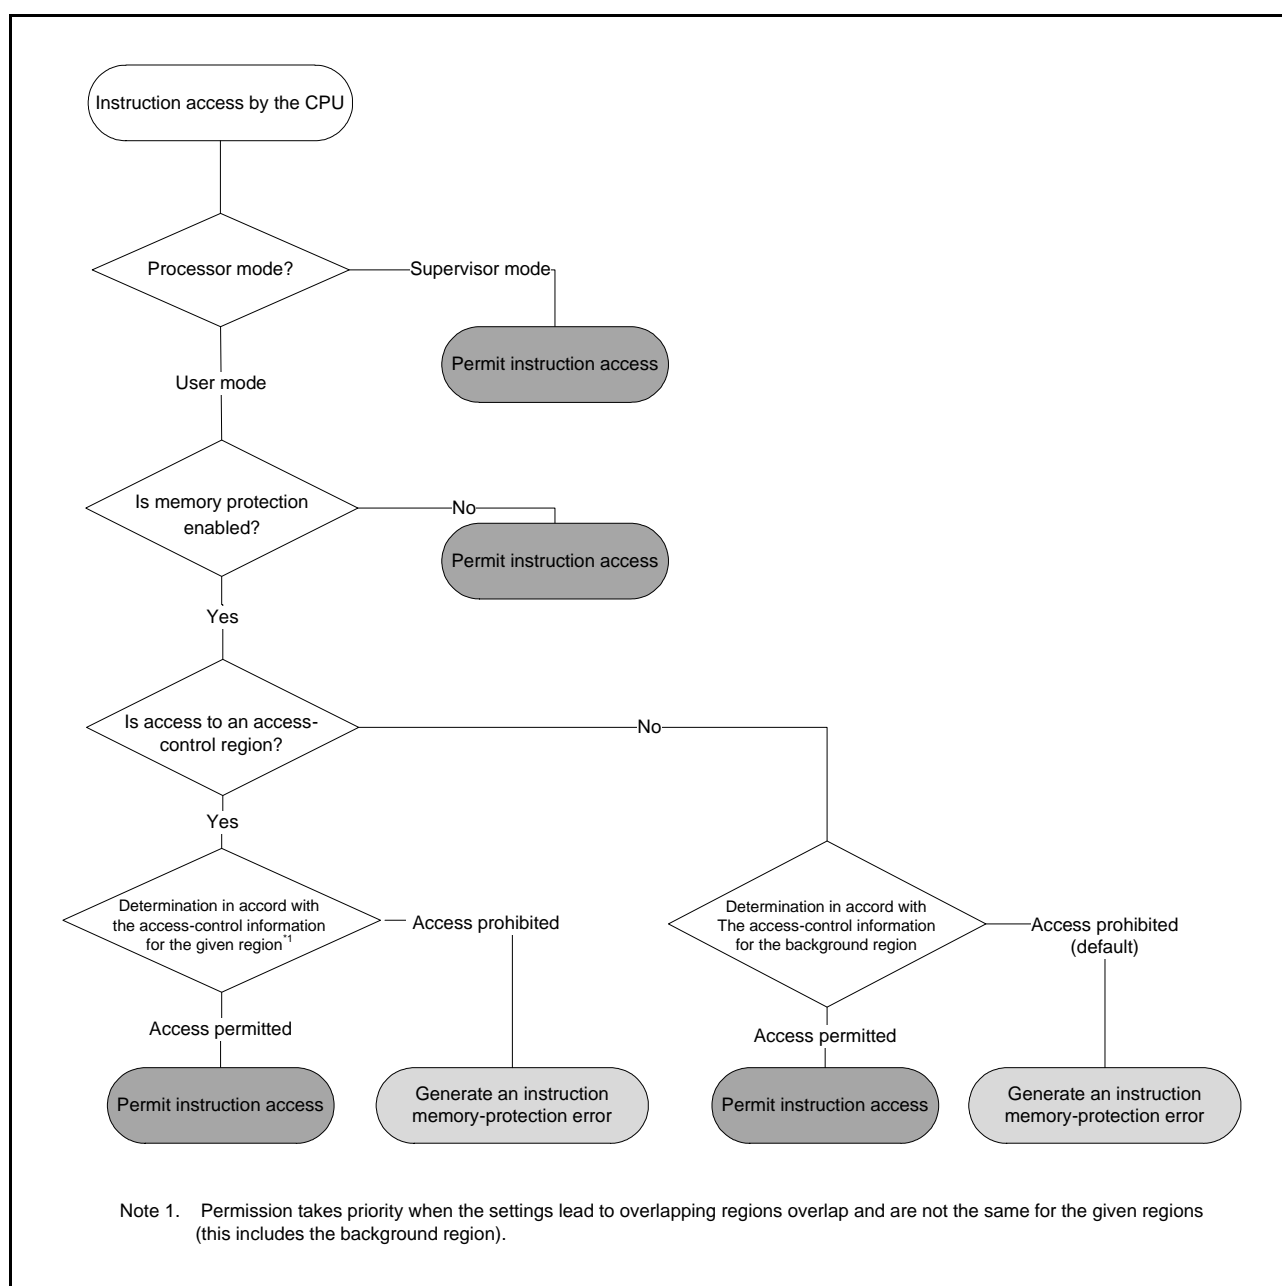 Instruction access by the CPU
Processor mode?
Supervisor mode
Permit instruction access
User mode
Is memory protection
enabled?
No
Permit instruction access
Yes
Is access to an access-
control region?
No
Yes
Determination in accord with
the access-control information
for the given region*1
Access prohibited
Determination in accord with
The access-control information
for the background region
Access prohibited
(default)
Access permitted
Access permitted
Permit instruction access
Generate an instruction
memory-protection error
Permit instruction access
Generate an instruction
memory-protection error
Note 1. Permission takes priority when the settings lead to overlapping regions overlap and are not the same for the given regions
(this includes the background region).